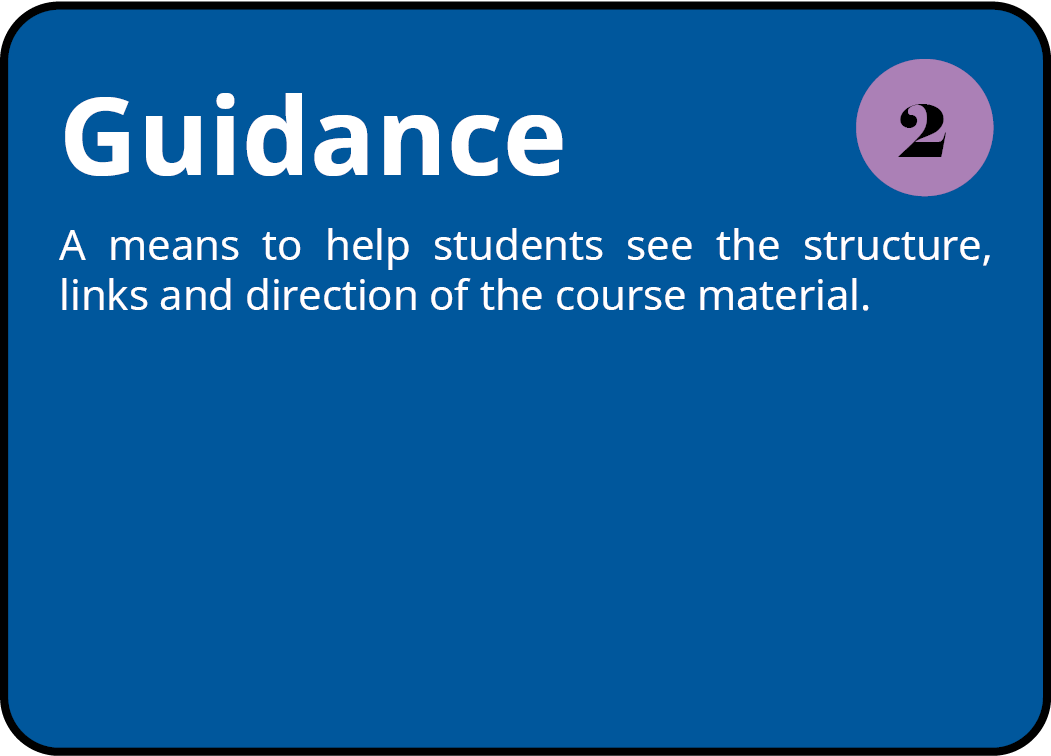 Guidance
2
A means to help students see the structure,
links and direction of the course material.